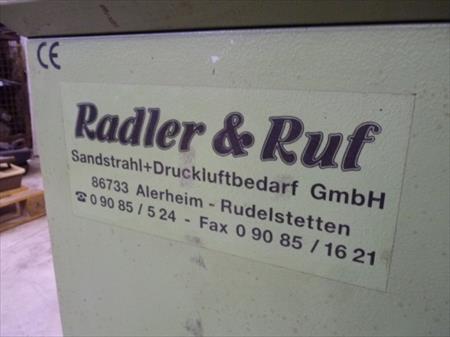 CE
Radler & Ruf
Sandstrahl+Druckluftbedarf GmbH
86733 Alerheim - Rudelstetten
☎ 0 90 85 / 5 24 - Fax 0 90 85 / 16 21